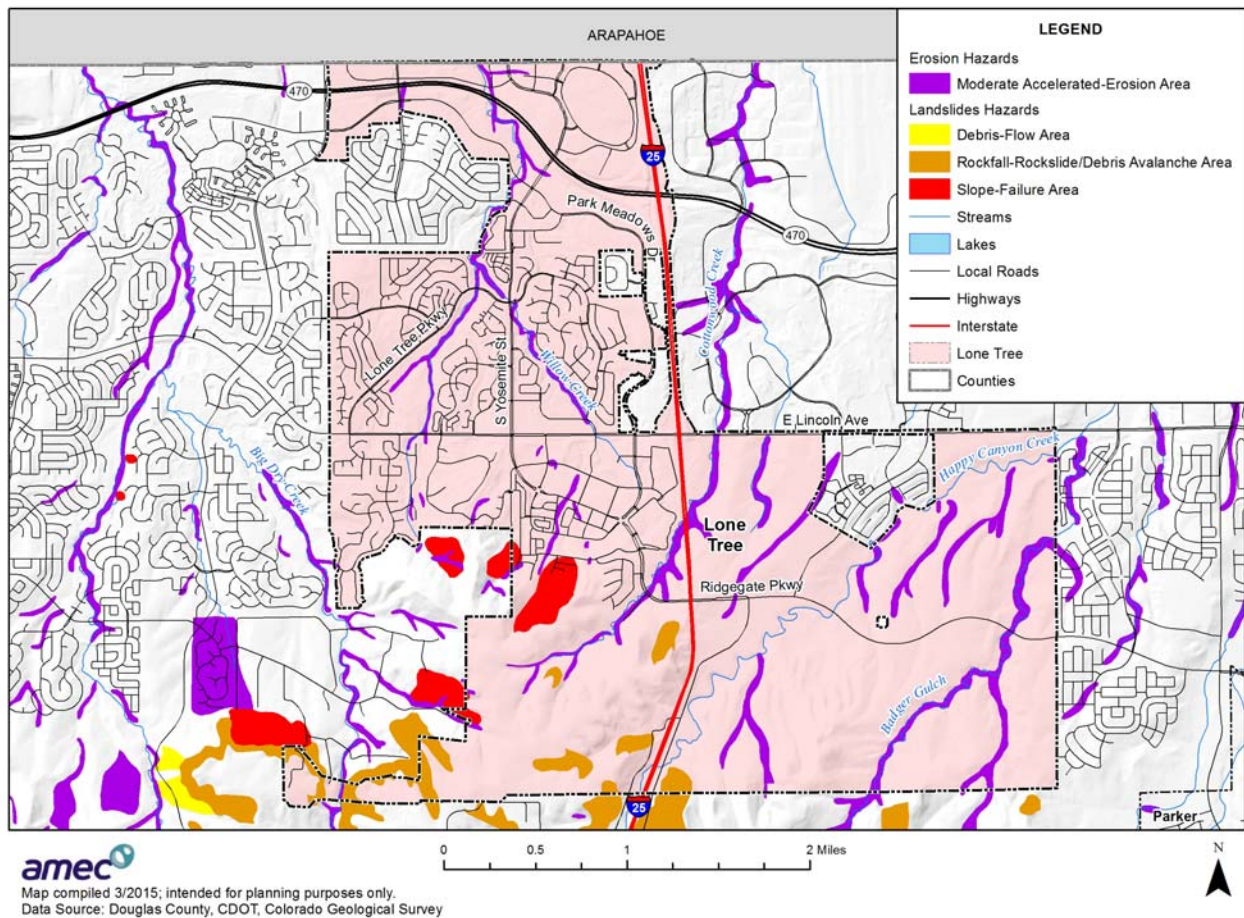 ARAPAHOE
LEGEND
Erosion Hazards
Moderate Accelerated-Erosion Area
Landslides Hazards
Debris-Flow Area
Rockfall-Rockslide/Debris Avalanche Area
Slope-Failure Area
Streams
Lakes
Local Roads
Highways
Interstate
Lone Tree
Counties
470
25
Park Meadows Dr
470
Cottonwood Creek
Lone Tree Pkwy
S Yosemite St
Willow Creek
E Lincoln Ave
Big Dry Creek
Happy Canyon Creek
Lone
Tree
Ridgegate Pkwy
Badger Gulch
25
Parker
amec
0 0.5 1 2 Miles
N
Map compiled 3/2015; intended for planning purposes only.
Data Source: Douglas County, CDOT, Colorado Geological Survey